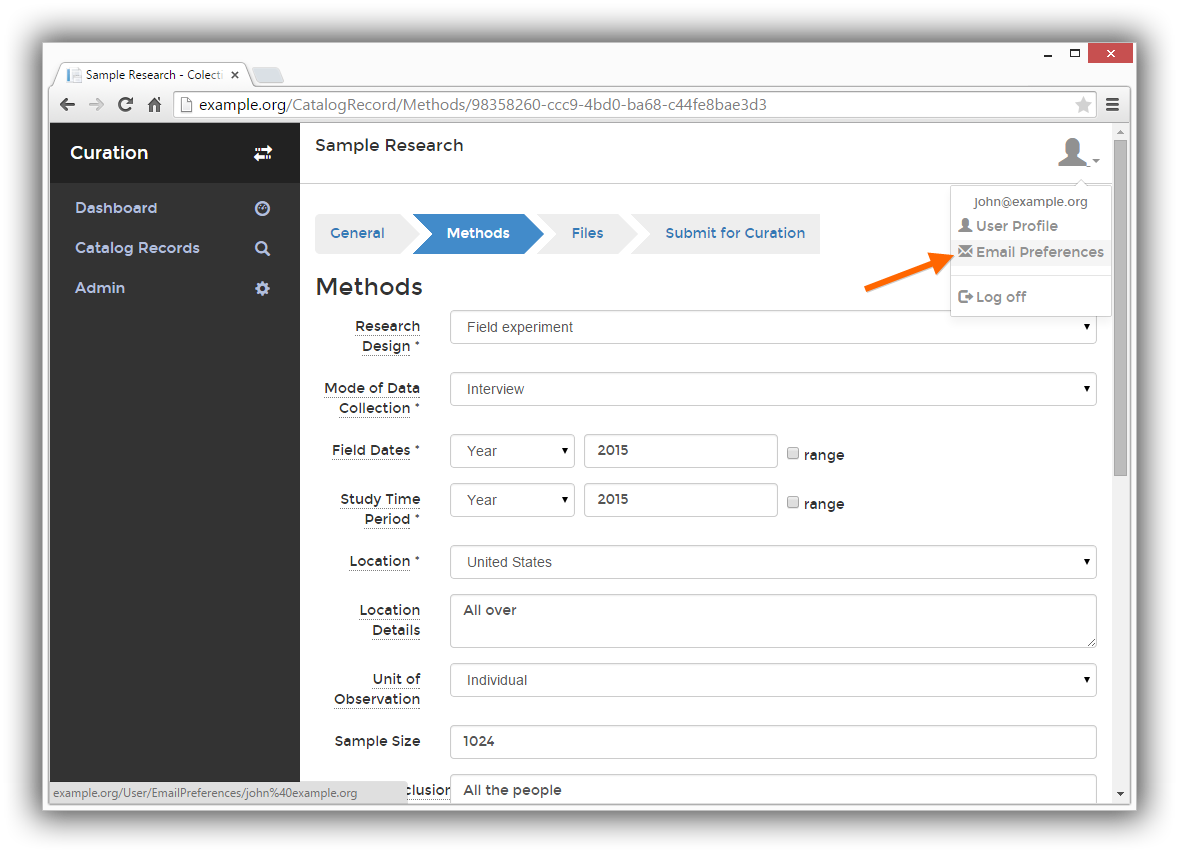 Sample Research - Colect
example.org/CatalogRecord/Methods/98358260-ccc9-4bd0-ba68-c44fe8bae3d3
Curation
Dashboard
Catalog Records
Admin
Sample Research
john@example.org
User Profile
Email Preferences
Log off
General
Methods
Files
Submit for Curation
Methods
Research
Design *
Field experiment
Mode of Data
Collection *
Interview
Field Dates *
Year
2015
range
Study Time
Period *
Year
2015
range
Location *
United States
Location
Details
All over
Unit of
Observation
Individual
Sample Size
1024
All the people
example.org/User/EmailPreferences/john%40example.org